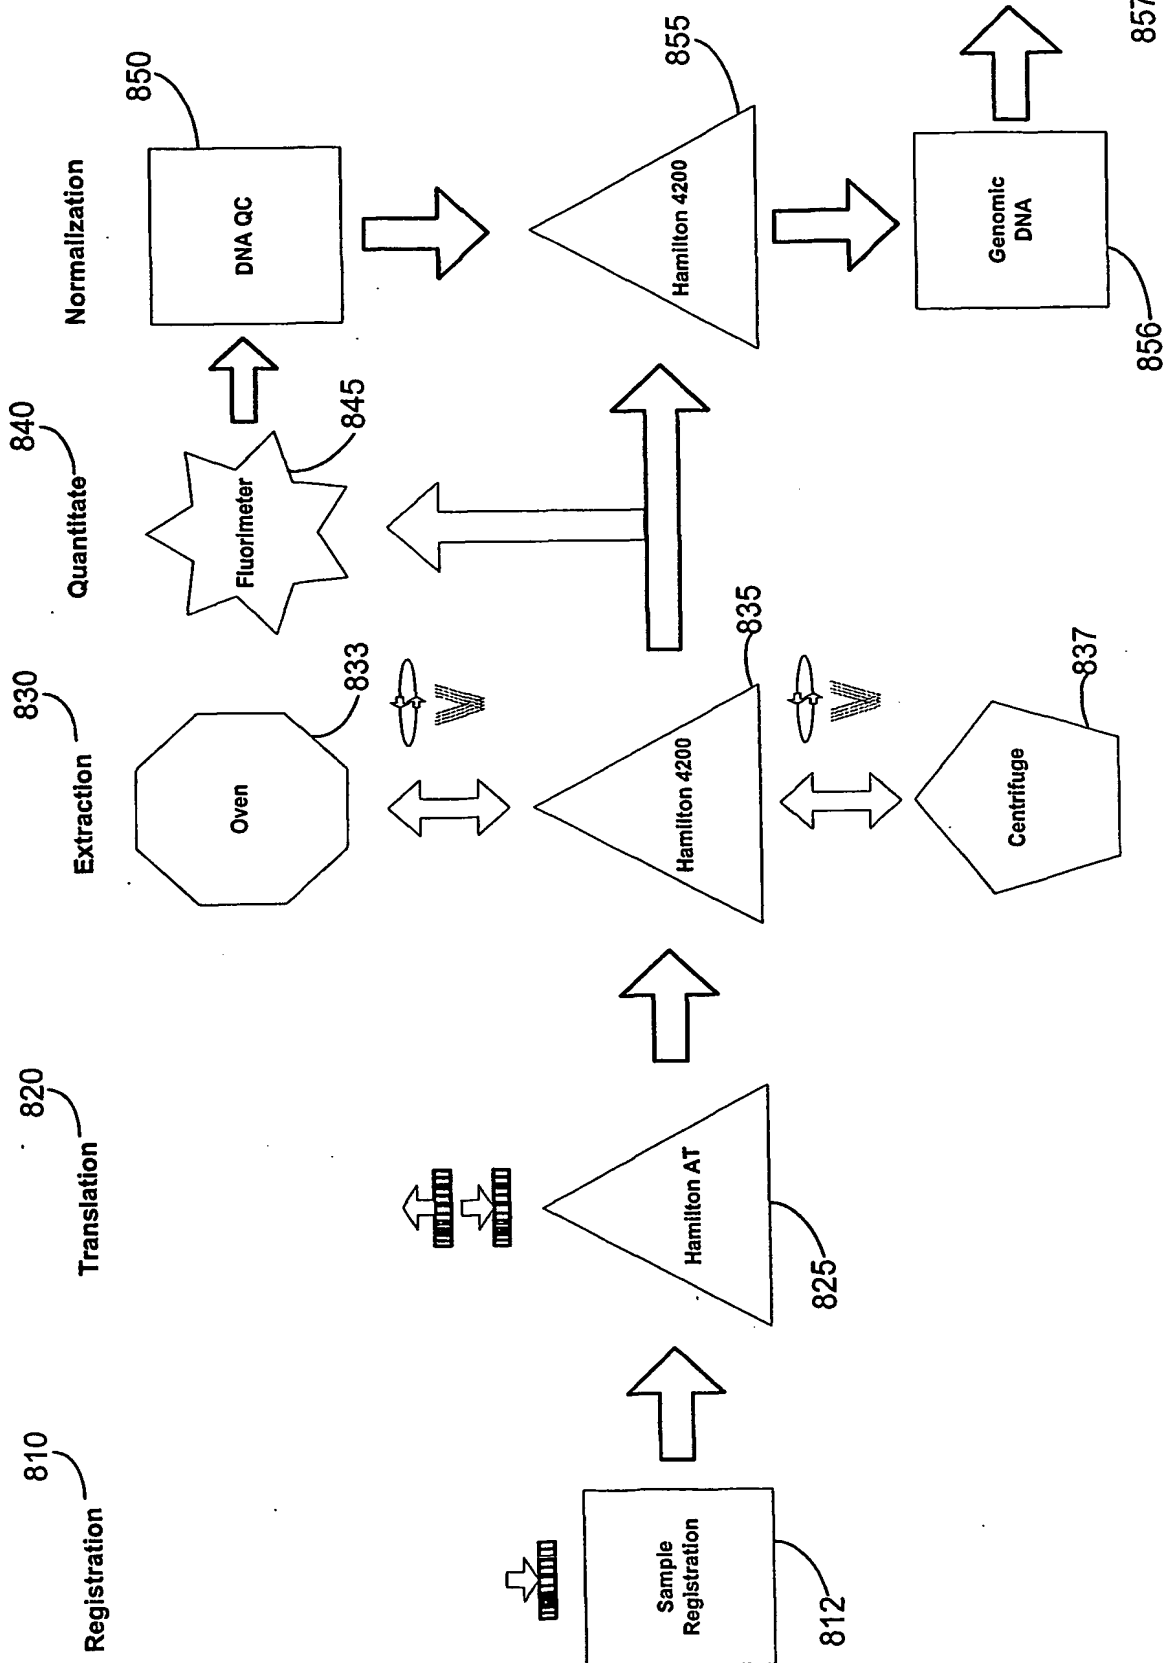 Registration
810
Translation
820
Extraction
830
Quantitate
840
Normalization
Sample
Registration
812
Hamilton AT
825
Oven
833
Hamilton 4200
835
Centrifuge
837
Fluorimeter
845
DNA QC
850
Hamilton 4200
855
Genomic
DNA
856
857